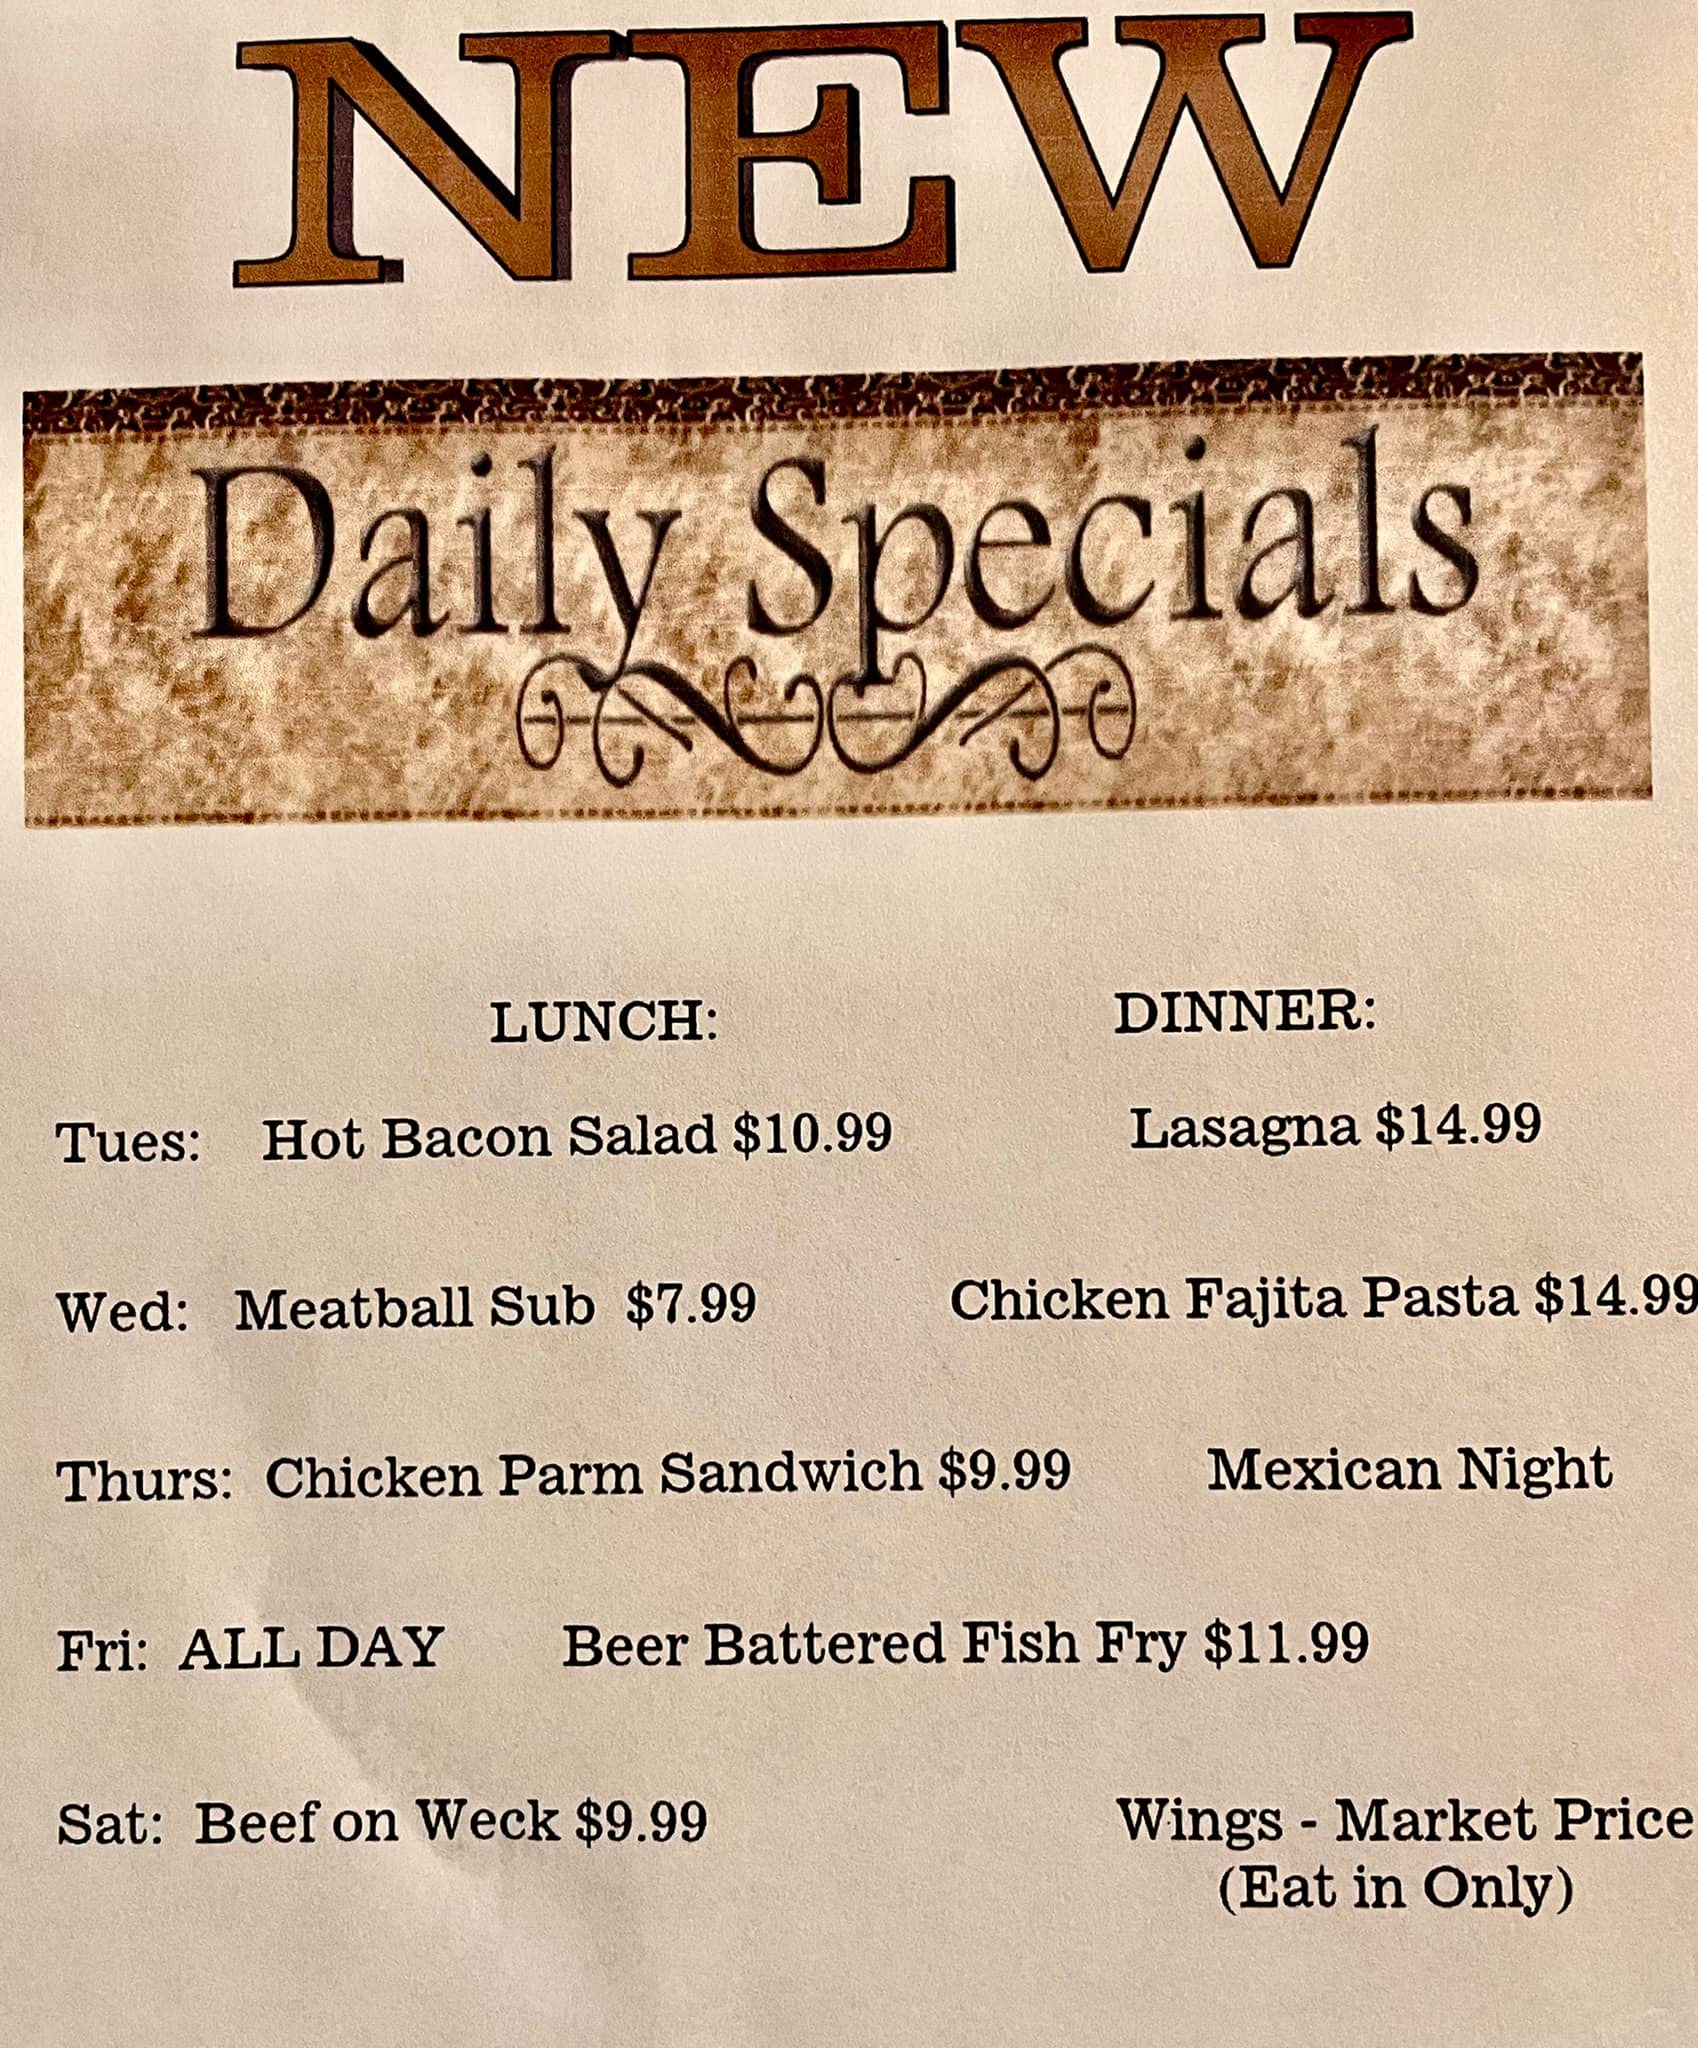 NEW
Daily Specials
LUNCH: DINNER:
Tues: Hot Bacon Salad $10.99 Lasagna $14.99
Wed: Meatball Sub $7.99 Chicken Fajita Pasta $14.99
Thurs: Chicken Parm Sandwich $9.99 Mexican Night
Fri: ALL DAY Beer Battered Fish Fry $11.99
Sat: Beef on Weck $9.99 Wings - Market Price
(Eat in Only)